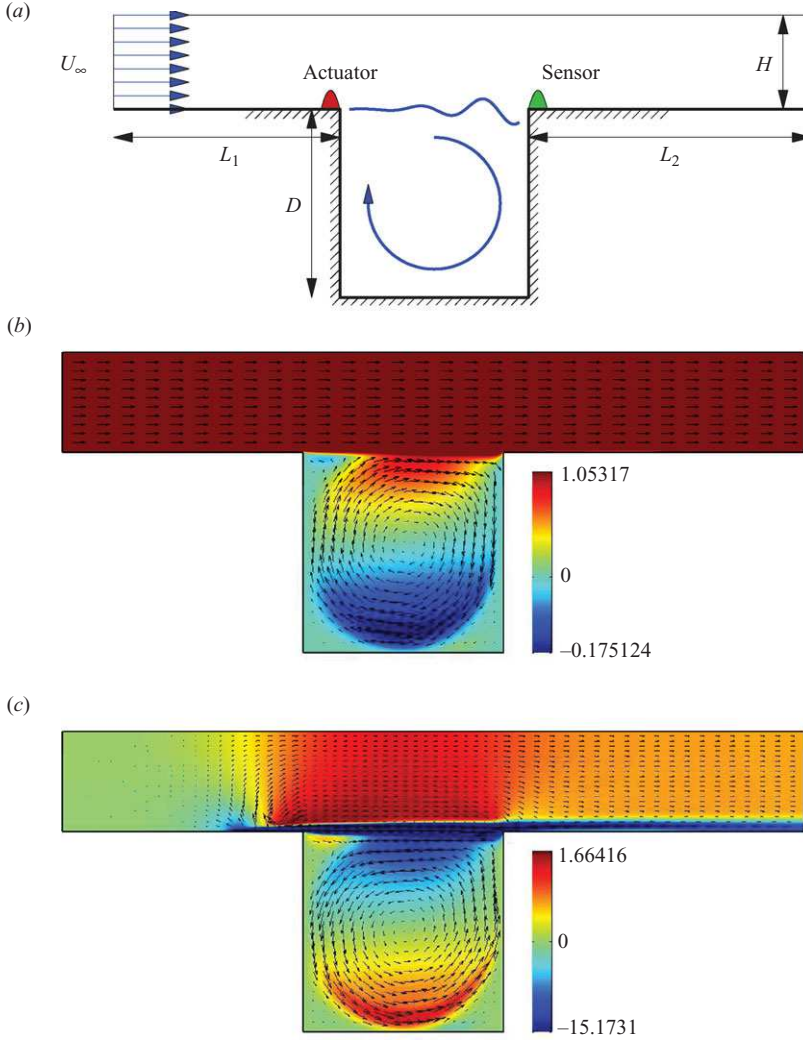 (a)
U∞
Actuator
Sensor
H
L1
L2
D
(b)
1.05317
0
–0.175124
(c)
1.66416
0
–15.1731